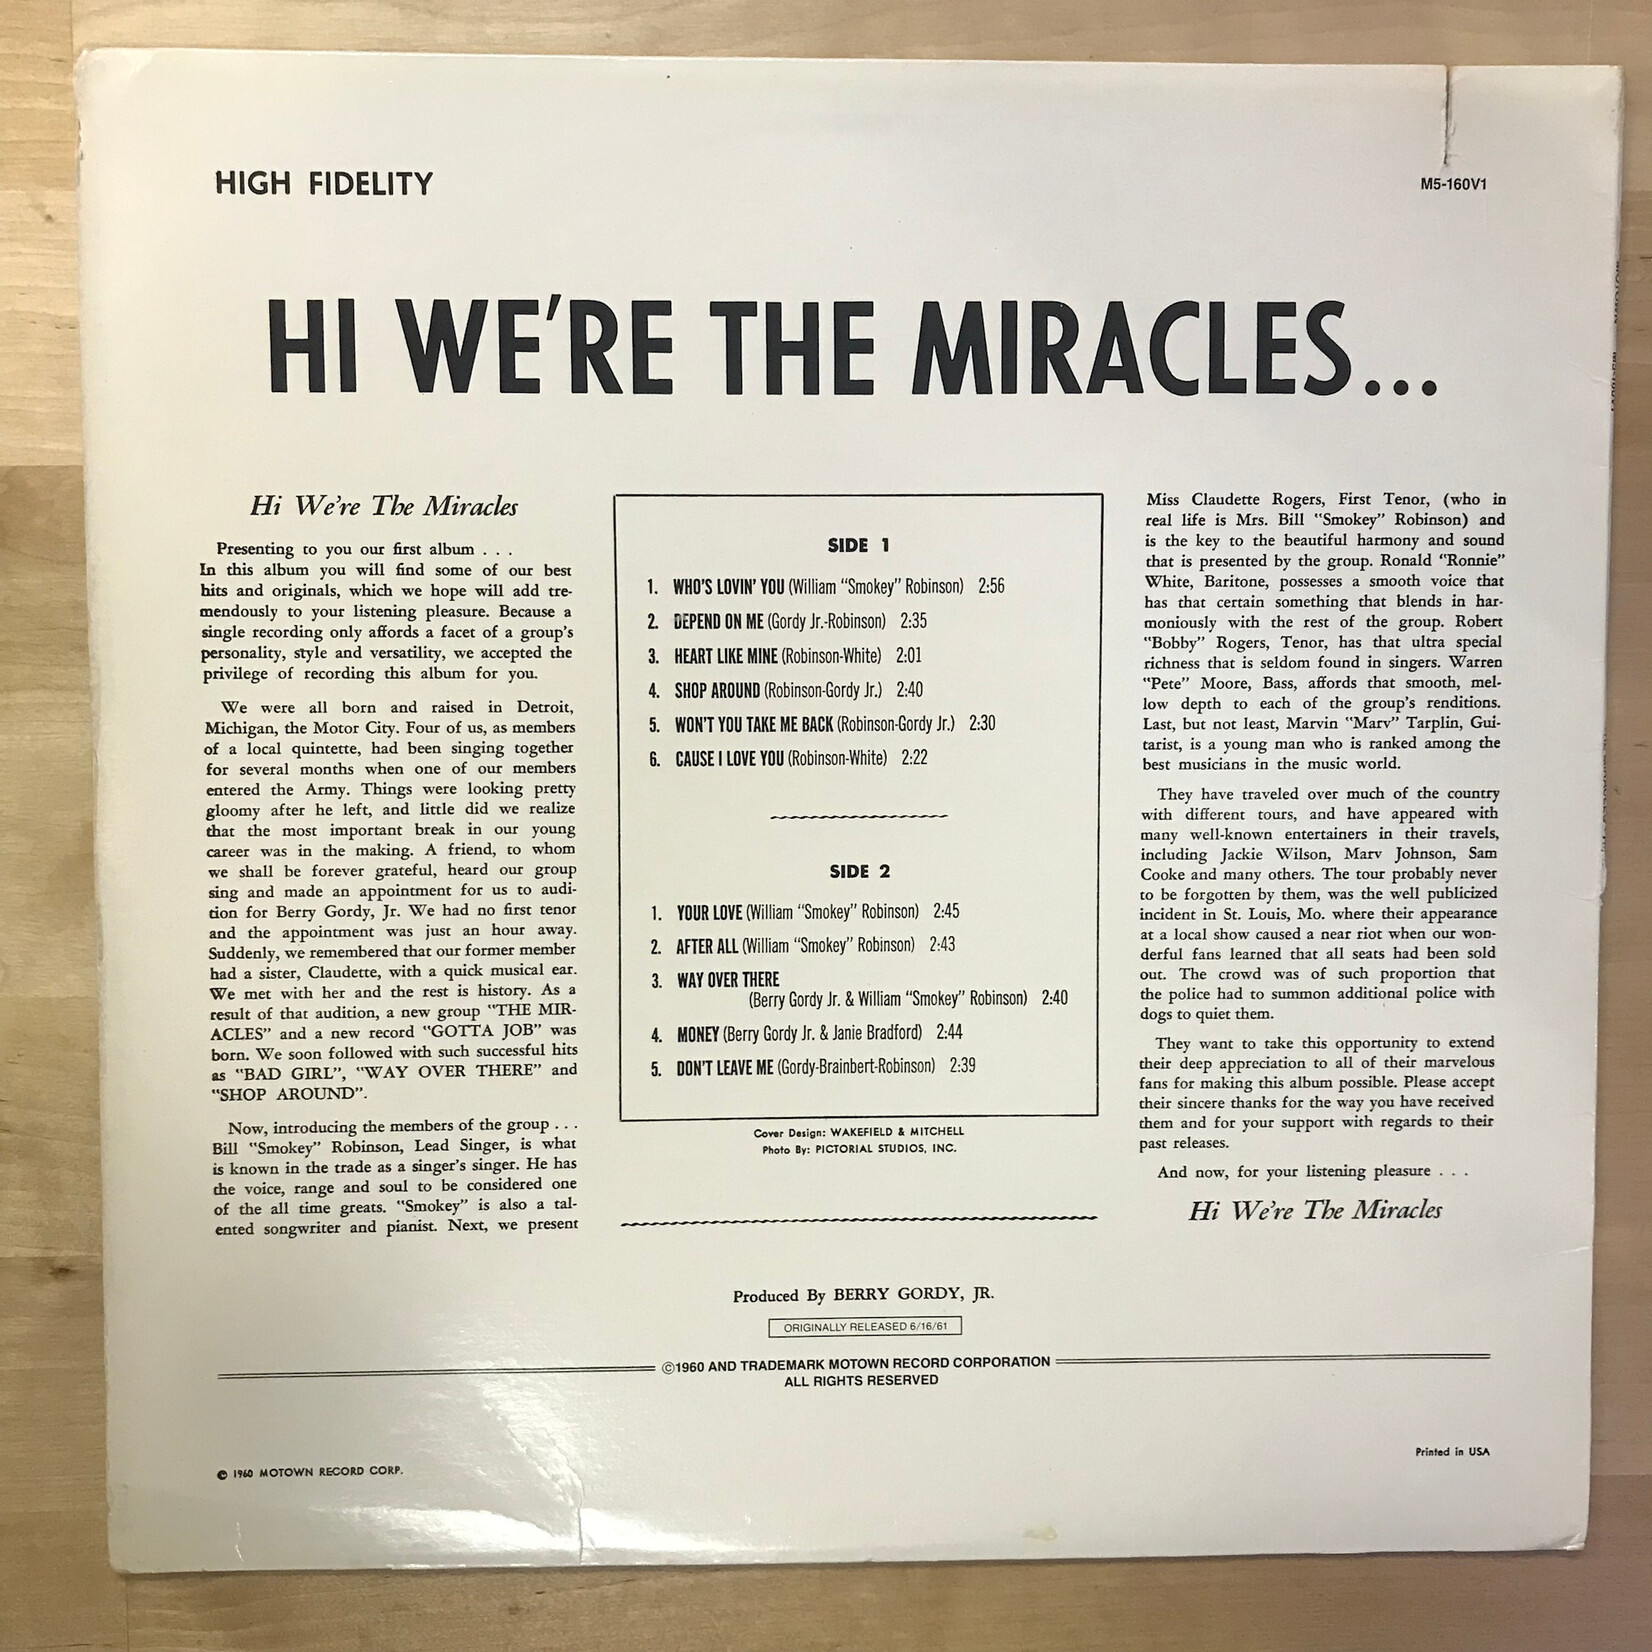 HIGH FIDELITY
M5-160V1
HI WE'RE THE MIRACLES...
Hi We're The Miracles
Presenting to you our first album . . .
In this album you will find some of our best
hits and originals, which we hope will add tre-
mendously to your listening pleasure. Because a
single recording only affords a facet of a group's
personality, style and versatility, we accepted the
privilege of recording this album for you.
We were all born and raised in Detroit,
Michigan, the Motor City. Four of us, as members
of a local quintette, had been singing together
for several months when one of our members
entered the Army. Things were looking pretty
gloomy after he left, and little did we realize
that the most important break in our young
career was in the making. A friend, to whom
we shall be forever grateful, heard our group
sing and made an appointment for us to audi-
tion for Berry Gordy, Jr. We had no first tenor
and the appointment was just an hour away.
Suddenly, we remembered that our former member
had a sister, Claudette, with a quick musical ear.
We met with her and the rest is history. As a
result of that audition, a new group "THE MIR-
ACLES" and a new record "GOTTA JOB" was
born. We soon followed with such successful hits
as "BAD GIRL", "WAY OVER THERE" and
"SHOP AROUND".
Now, introducing the members of the group . . .
Bill "Smokey" Robinson, Lead Singer, is what
is known in the trade as a singer's singer. He has
the voice, range and soul to be considered one
of the all time greats. "Smokey" is also a tal-
ented songwriter and pianist. Next, we present
SIDE 1
1. WHO'S LOVIN' YOU (William "Smokey" Robinson) 2:56
2. DEPEND ON ME (Gordy Jr.-Robinson) 2:35
3. HEART LIKE MINE (Robinson-White) 2:01
4. SHOP AROUND (Robinson-Gordy Jr.) 2:40
5. WON'T YOU TAKE ME BACK (Robinson-Gordy Jr.) 2:30
6. CAUSE I LOVE YOU (Robinson-White) 2:22
SIDE 2
1. YOUR LOVE (William "Smokey" Robinson) 2:45
2. AFTER ALL (William "Smokey" Robinson) 2:43
3. WAY OVER THERE
(Berry Gordy Jr. & William "Smokey" Robinson) 2:40
4. MONEY (Berry Gordy Jr. & Janie Bradford) 2:44
5. DON'T LEAVE ME (Gordy-Brainbert-Robinson) 2:39
Cover Design: WAKEFIELD & MITCHELL
Photo By: PICTORIAL STUDIOS, INC.
Miss Claudette Rogers, First Tenor, (who in
real life is Mrs. Bill "Smokey" Robinson) and
is the key to the beautiful harmony and sound
that is presented by the group. Ronald "Ronnie"
White, Baritone, possesses a smooth voice that
has that certain something that blends in har-
moniously with the rest of the group. Robert
"Bobby" Rogers, Tenor, has that ultra special
richness that is seldom found in singers. Warren
"Pete" Moore, Bass, affords that smooth, mel-
low depth to each of the group's renditions.
Last, but not least, Marvin "Marv" Tarplin, Gui-
tarist, is a young man who is ranked among the
best musicians in the music world.
They have traveled over much of the country
with different tours, and have appeared with
many well-known entertainers in their travels,
including Jackie Wilson, Marv Johnson, Sam
Cooke and many others. The tour probably never
to be forgotten by them, was the well publicized
incident in St. Louis, Mo. where their appearance
at a local show caused a near riot when our won-
derful fans learned that all seats had been sold
out. The crowd was of such proportion that
the police had to summon additional police with
dogs to quiet them.
They want to take this opportunity to extend
their deep appreciation to all of their marvelous
fans for making this album possible. Please accept
their sincere thanks for the way you have received
them and for your support with regards to their
past releases.
And now, for your listening pleasure . . .
Hi We're The Miracles
Produced By BERRY GORDY, JR.
ORIGINALLY RELEASED 6/16/61
©1960 AND TRADEMARK MOTOWN RECORD CORPORATION
ALL RIGHTS RESERVED
© 1960 MOTOWN RECORD CORP.
Printed in USA